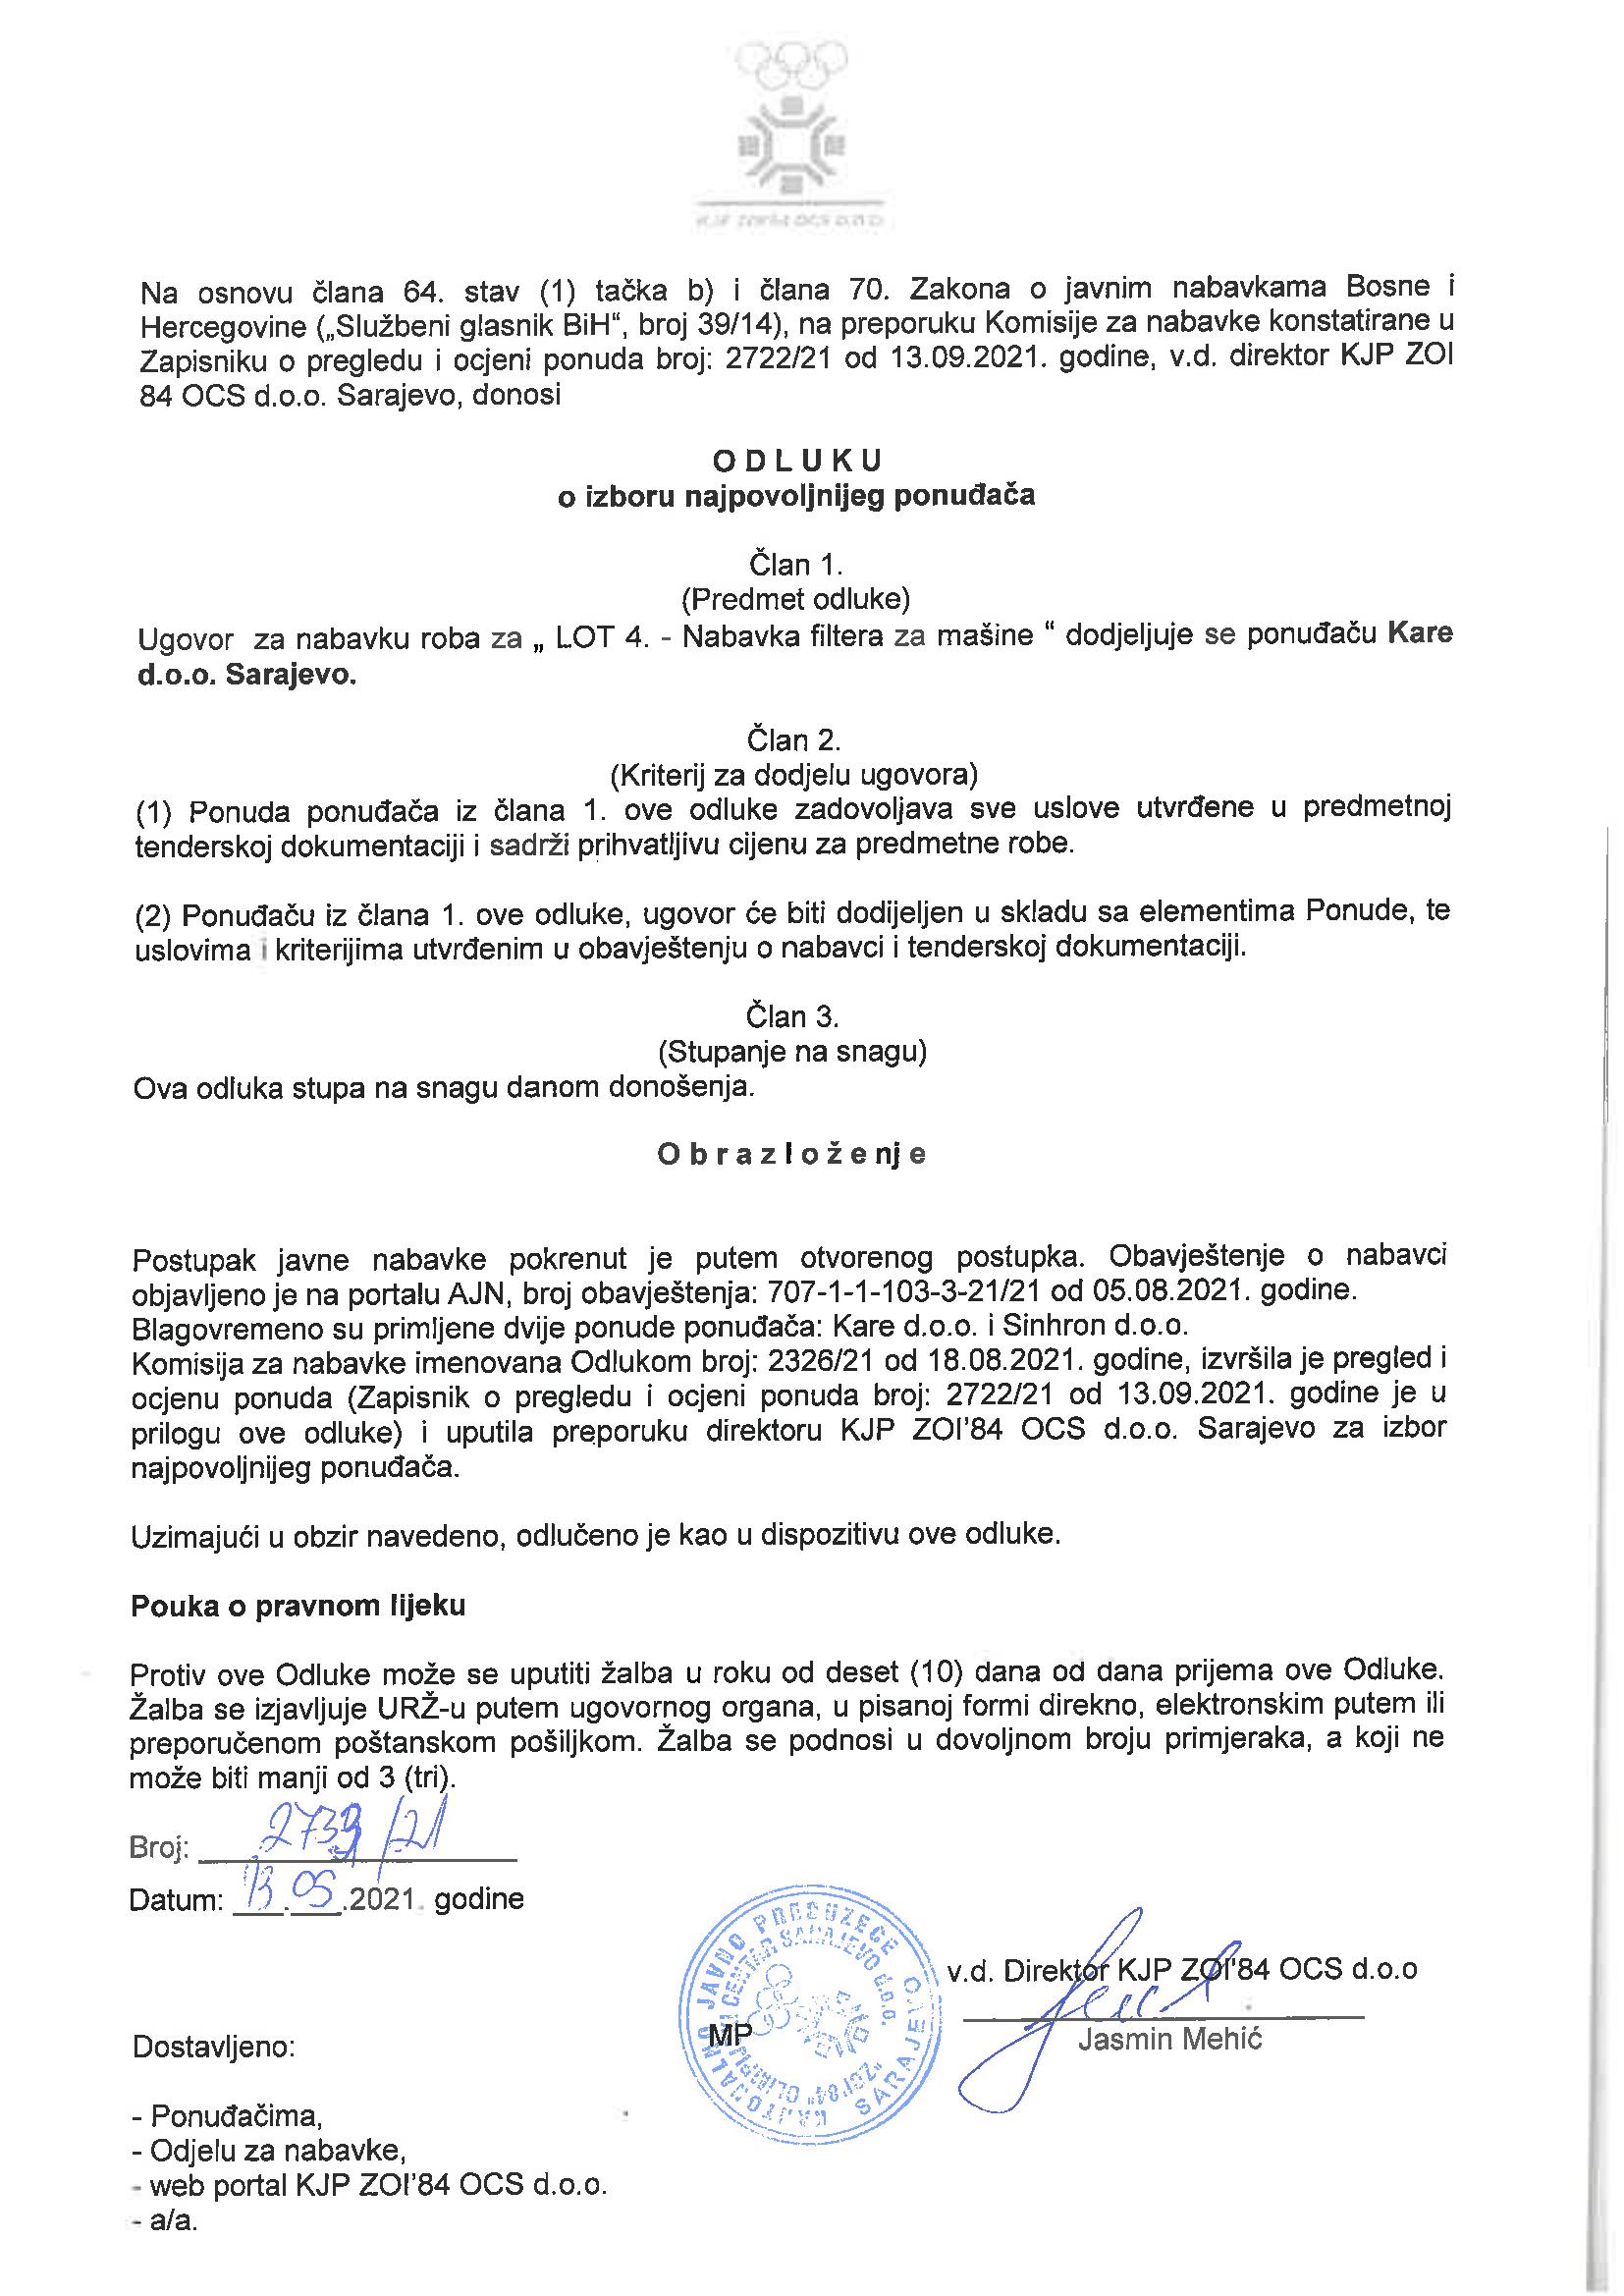 KJP ZOI'84 OCS d.o.o
Na osnovu člana 64. stav (1) tačka b) i člana 70. Zakona o javnim nabavkama Bosne i
Hercegovine („Službeni glasnik BiH“, broj 39/14), na preporuku Komisije za nabavke konstatirane u
Zapisniku o pregledu i ocjeni ponuda broj: 2722/21 od 13.09.2021. godine, v.d. direktor KJP ZOI
84 OCS d.o.o. Sarajevo, donosi
O D L U K U
o izboru najpovoljnijeg ponuđača
Član 1.
(Predmet odluke)
Ugovor za nabavku roba za „ LOT 4. - Nabavka filtera za mašine “ dodjeljuje se ponuđaču Kare
d.o.o. Sarajevo.
Član 2.
(Kriterij za dodjelu ugovora)
(1) Ponuda ponuđača iz člana 1. ove odluke zadovoljava sve uslove utvrđene u predmetnoj
tenderskoj dokumentaciji i sadrži prihvatljivu cijenu za predmetne robe.
(2) Ponuđaču iz člana 1. ove odluke, ugovor će biti dodijeljen u skladu sa elementima Ponude, te
uslovima i kriterijima utvrđenim u obavještenju o nabavci i tenderskoj dokumentaciji.
Član 3.
(Stupanje na snagu)
Ova odluka stupa na snagu danom donošenja.
O b r a z l o ž e nj e
Postupak javne nabavke pokrenut je putem otvorenog postupka. Obavještenje o nabavci
objavljeno je na portalu AJN, broj obavještenja: 707-1-1-103-3-21/21 od 05.08.2021. godine.
Blagovremeno su primljene dvije ponude ponuđača: Kare d.o.o. i Sinhron d.o.o.
Komisija za nabavke imenovana Odlukom broj: 2326/21 od 18.08.2021. godine, izvršila je pregled i
ocjenu ponuda (Zapisnik o pregledu i ocjeni ponuda broj: 2722/21 od 13.09.2021. godine je u
prilogu ove odluke) i uputila preporuku direktoru KJP ZOI'84 OCS d.o.o. Sarajevo za izbor
najpovoljnijeg ponuđača.
Uzimajući u obzir navedeno, odlučeno je kao u dispozitivu ove odluke.
Pouka o pravnom lijeku
Protiv ove Odluke može se uputiti žalba u roku od deset (10) dana od dana prijema ove Odluke.
Žalba se izjavljuje URŽ-u putem ugovornog organa, u pisanoj formi direkno, elektronskim putem ili
preporučenom poštanskom pošiljkom. Žalba se podnosi u dovoljnom broju primjeraka, a koji ne
može biti manji od 3 (tri).
Broj:
Datum: 13.09.2021. godine
v.d. Direktor KJP ZOI'84 OCS d.o.o
MP
Jasmin Mehić
Dostavljeno:
- Ponuđačima,
- Odjelu za nabavke,
- web portal KJP ZOI'84 OCS d.o.o.
- a/a.